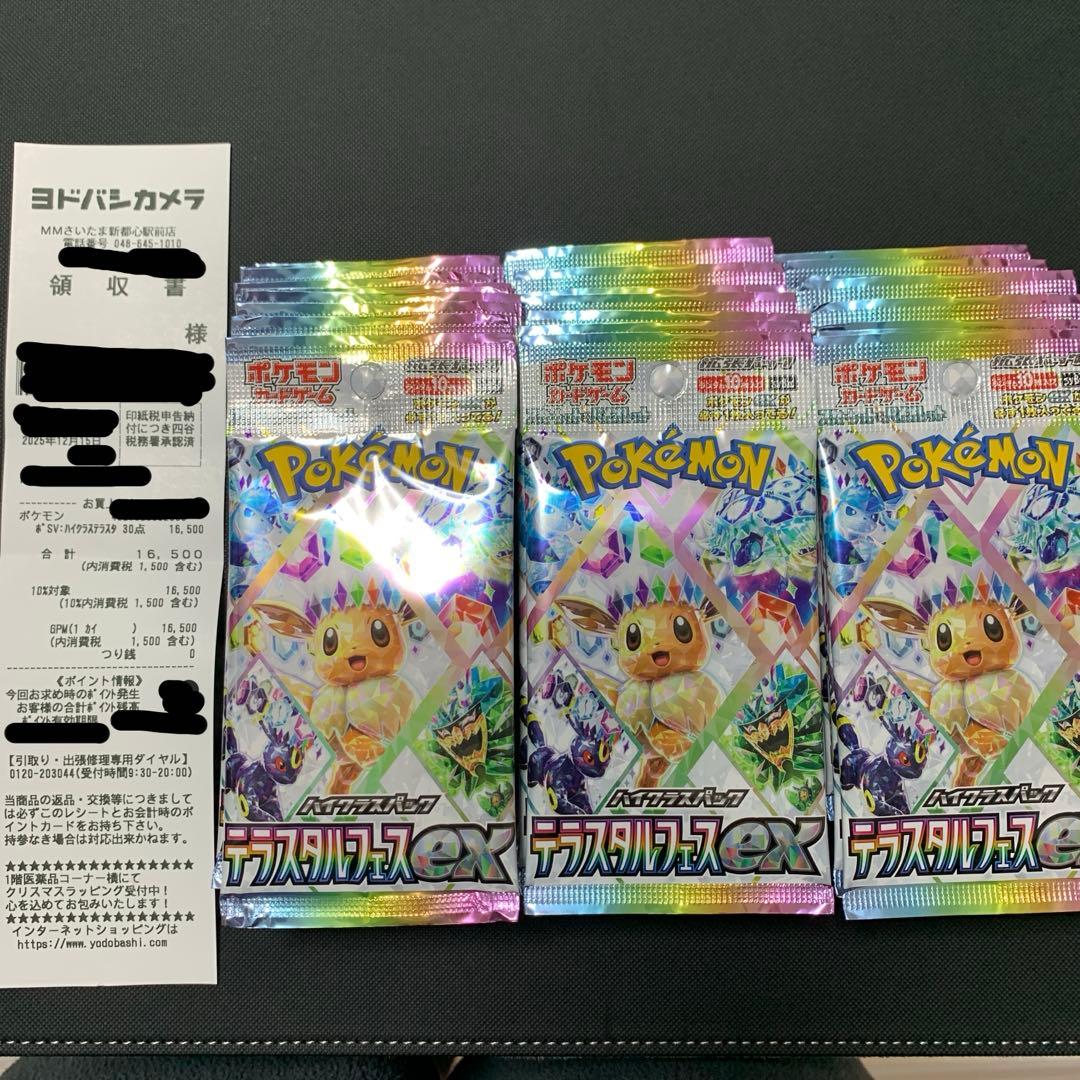 ヨドバシカメラ
MMさいたま新都心駅前店
電話番号 048-645-1010
領収書
様
印紙税申告納
付につき四谷
税務署承認済
2025年12月15日
お買上
ポケモン
ﾎﾟSV:ﾊｲｸﾗｽﾃﾗｽﾀ 30点 16,500
合計 16,500
(内消費税 1,500 含む)
10%対象 16,500
(10%内消費税 1,500 含む)
GPM(1 ｶｲ ) 16,500
(内消費税 1,500 含む)
つり銭 0
《ポイント情報》
今回お求め時のﾎﾟｲﾝﾄ発生
お客様の合計ﾎﾟｲﾝﾄ残高
ﾎﾟｲﾝﾄ有効期限
【引取り・出張修理専用ダイヤル】
0120-203044(受付時間9:30-20:00)
当商品の返品・交換等につきまして
は必ずこのレシートとお会計時のポ
イントカードをお持ち下さい。
持参なき場合は対応出来かねます。
★★★★★★★★★★★★★★★
1階医薬品コーナー横にて
クリスマスラッピング受付中！
心を込めてお包みいたします！
★★★★★★★★★★★★★★★
インターネットショッピングは
https://www.yodobashi.com
ポケモン
カードゲーム
POKéMON
ハイクラスパック
テラスタルフェスex
ポケモン
カードゲーム
POKéMON
ハイクラスパック
テラスタルフェスex
ポケモン
カードゲーム
POKéMON
ハイクラスパック
テラスタルフェスe